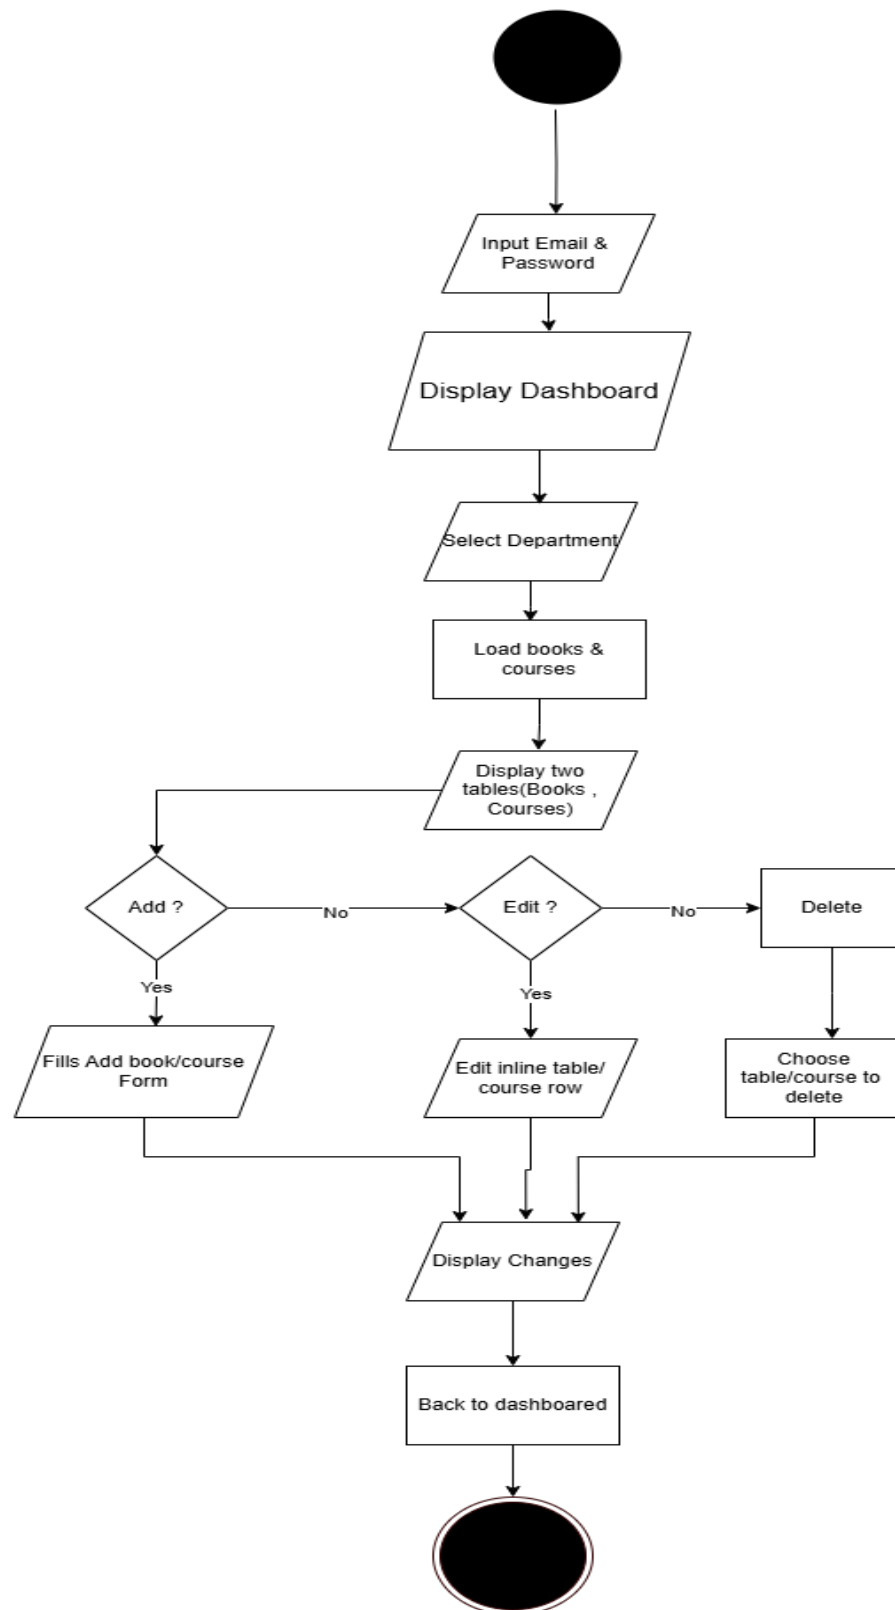 Input Email &
Password
Display Dashboard
Select Department
Load books &
courses
Display two
tables(Books ,
Courses)
Add ?
No
Edit ?
No
Delete
Yes
Yes
Fills Add book/course
Form
Edit inline table/
course row
Choose
table/course to
delete
Display Changes
Back to dashboared